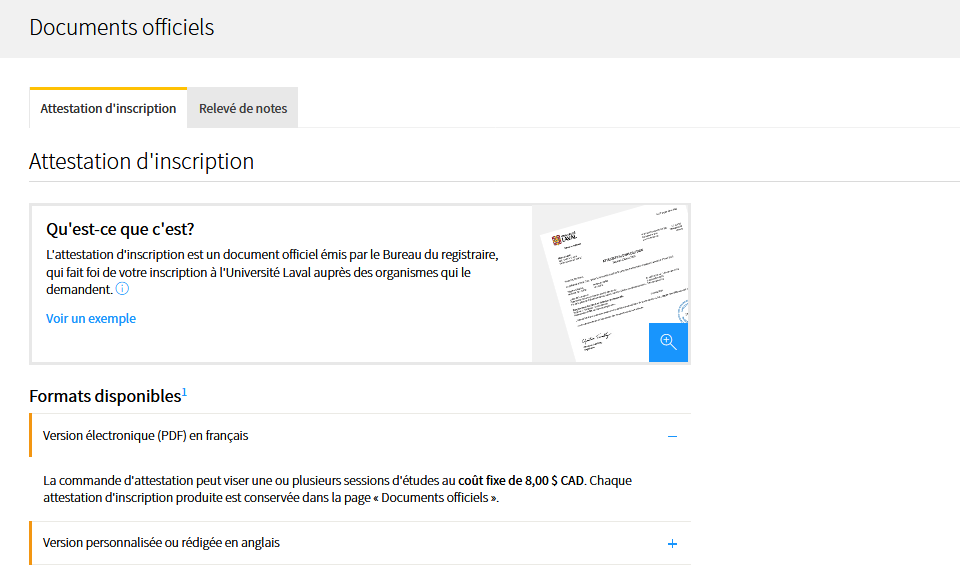 Documents officiels
Attestation d'inscription
Relevé de notes
Attestation d'inscription
Qu'est-ce que c'est?
L'attestation d'inscription est un document officiel émis par le Bureau du registraire,
qui fait foi de votre inscription à l'Université Laval auprès des organismes qui le
demandent.
Voir un exemple
LAVAL
Formats disponibles1
Version électronique (PDF) en français
La commande d'attestation peut viser une ou plusieurs sessions d'études au coût fixe de 8,00 $ CAD. Chaque
attestation d'inscription produite est conservée dans la page « Documents officiels ».
Version personnalisée ou rédigée en anglais